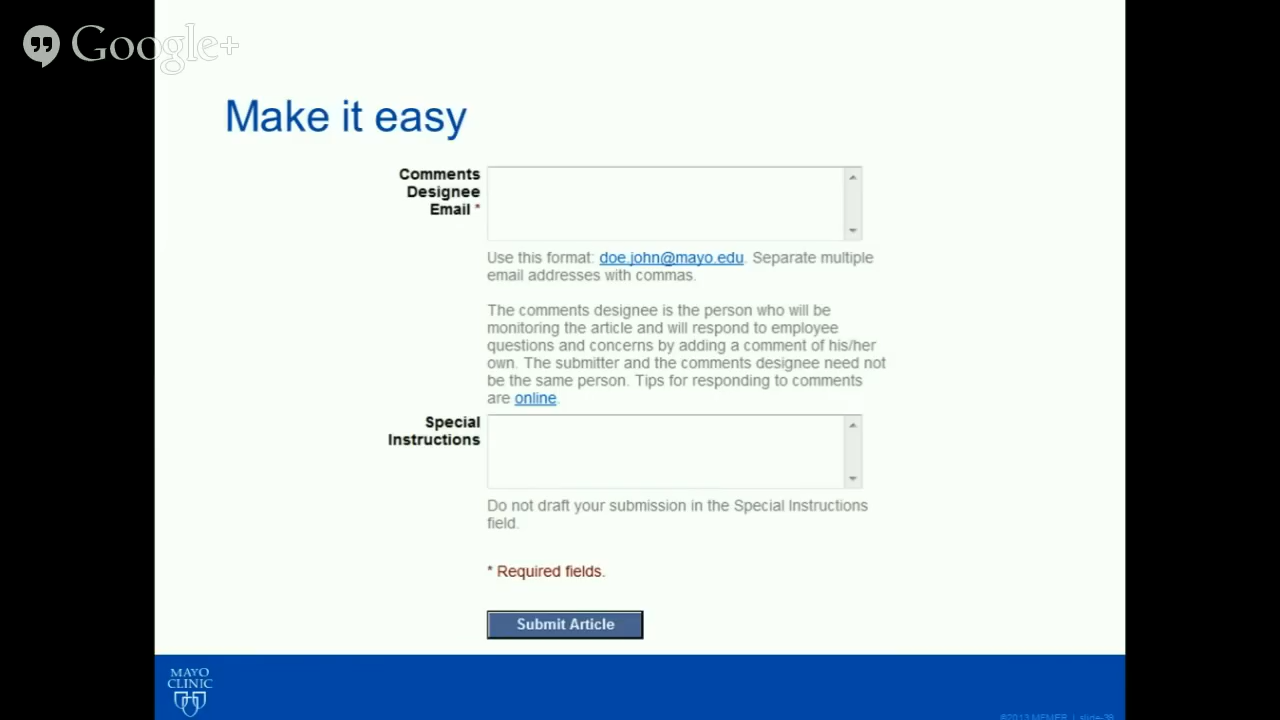 Google+
Make it easy
Comments
Designee
Email *
Use this format: doe.john@mayo.edu. Separate multiple
email addresses with commas.
The comments designee is the person who will be
monitoring the article and will respond to employee
questions and concerns by adding a comment of his/her
own. The submitter and the comments designee need not
be the same person. Tips for responding to comments
are online.
Special
Instructions
Do not draft your submission in the Special Instructions
field.
* Required fields.
Submit Article
MAYO
CLINIC
©2013 MFMER | slide-38